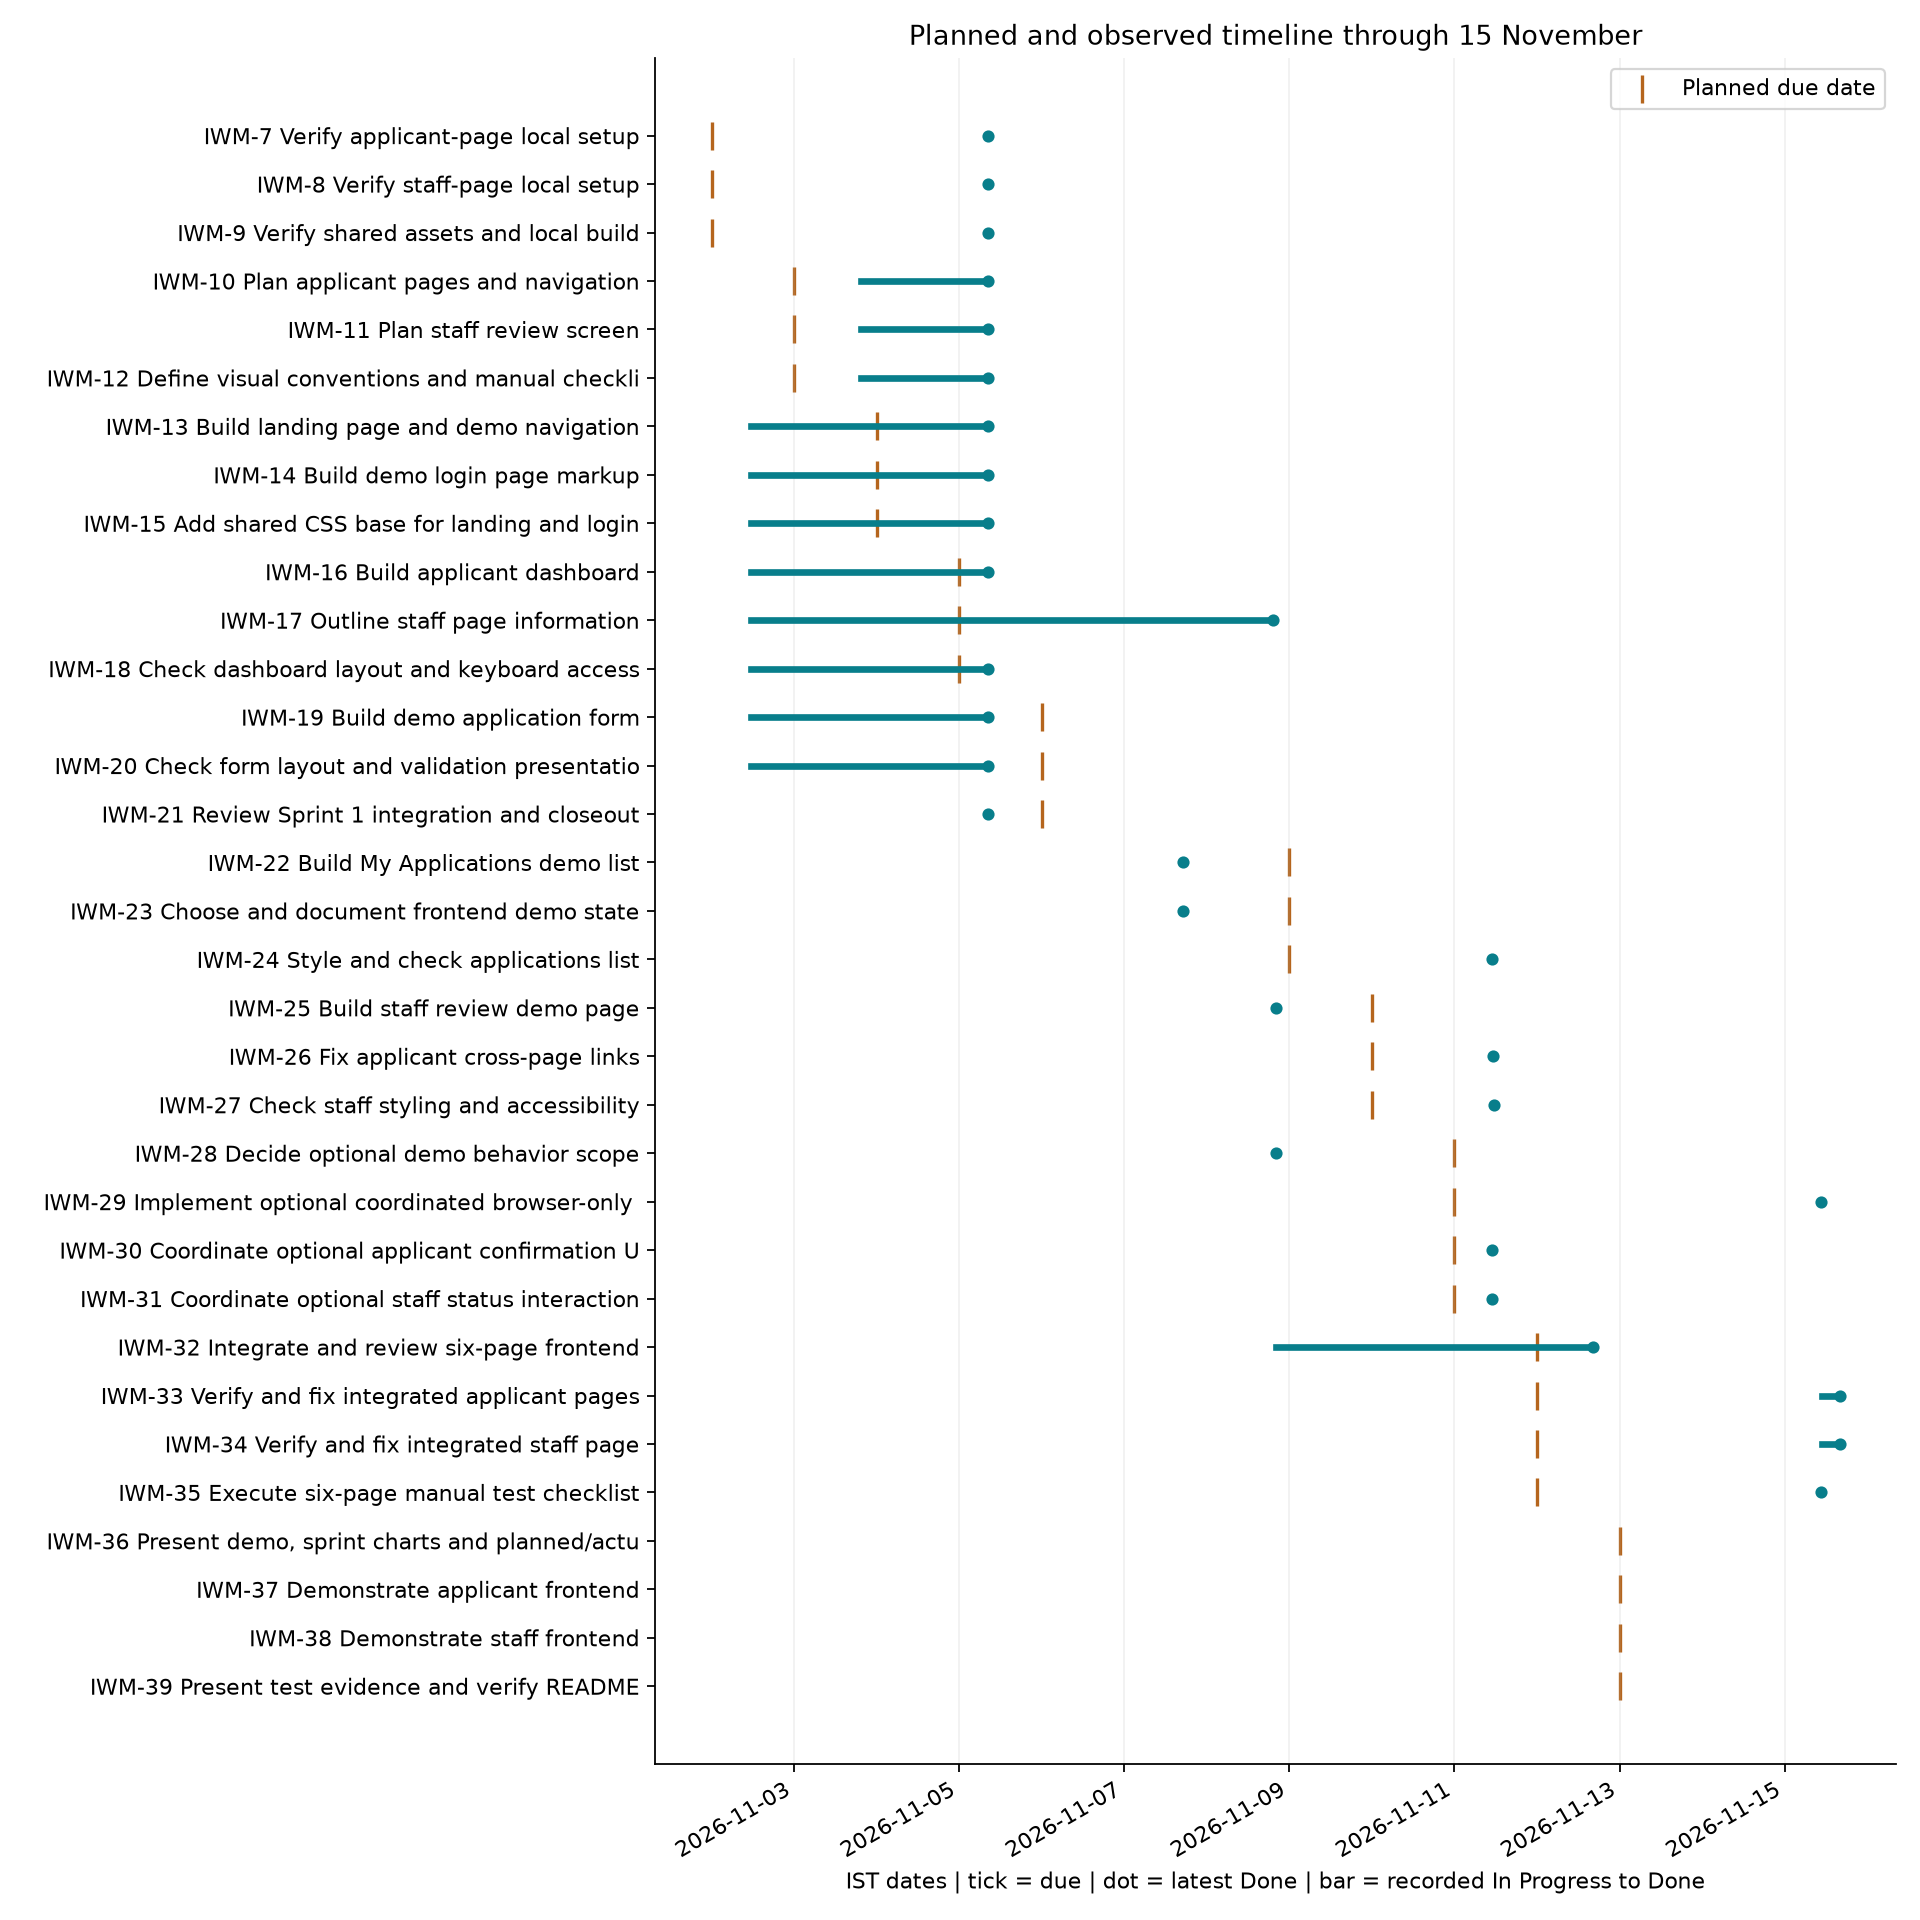 Planned and observed timeline through 15 November
Planned due date
IWM-7 Verify applicant-page local setup
IWM-8 Verify staff-page local setup
IWM-9 Verify shared assets and local build
IWM-10 Plan applicant pages and navigation
IWM-11 Plan staff review screen
IWM-12 Define visual conventions and manual checkli
IWM-13 Build landing page and demo navigation
IWM-14 Build demo login page markup
IWM-15 Add shared CSS base for landing and login
IWM-16 Build applicant dashboard
IWM-17 Outline staff page information
IWM-18 Check dashboard layout and keyboard access
IWM-19 Build demo application form
IWM-20 Check form layout and validation presentatio
IWM-21 Review Sprint 1 integration and closeout
IWM-22 Build My Applications demo list
IWM-23 Choose and document frontend demo state
IWM-24 Style and check applications list
IWM-25 Build staff review demo page
IWM-26 Fix applicant cross-page links
IWM-27 Check staff styling and accessibility
IWM-28 Decide optional demo behavior scope
IWM-29 Implement optional coordinated browser-only
IWM-30 Coordinate optional applicant confirmation U
IWM-31 Coordinate optional staff status interaction
IWM-32 Integrate and review six-page frontend
IWM-33 Verify and fix integrated applicant pages
IWM-34 Verify and fix integrated staff page
IWM-35 Execute six-page manual test checklist
IWM-36 Present demo, sprint charts and planned/actu
IWM-37 Demonstrate applicant frontend
IWM-38 Demonstrate staff frontend
IWM-39 Present test evidence and verify README
2026-11-03
2026-11-05
2026-11-07
2026-11-09
2026-11-11
2026-11-13
2026-11-15
IST dates | tick = due | dot = latest Done | bar = recorded In Progress to Done